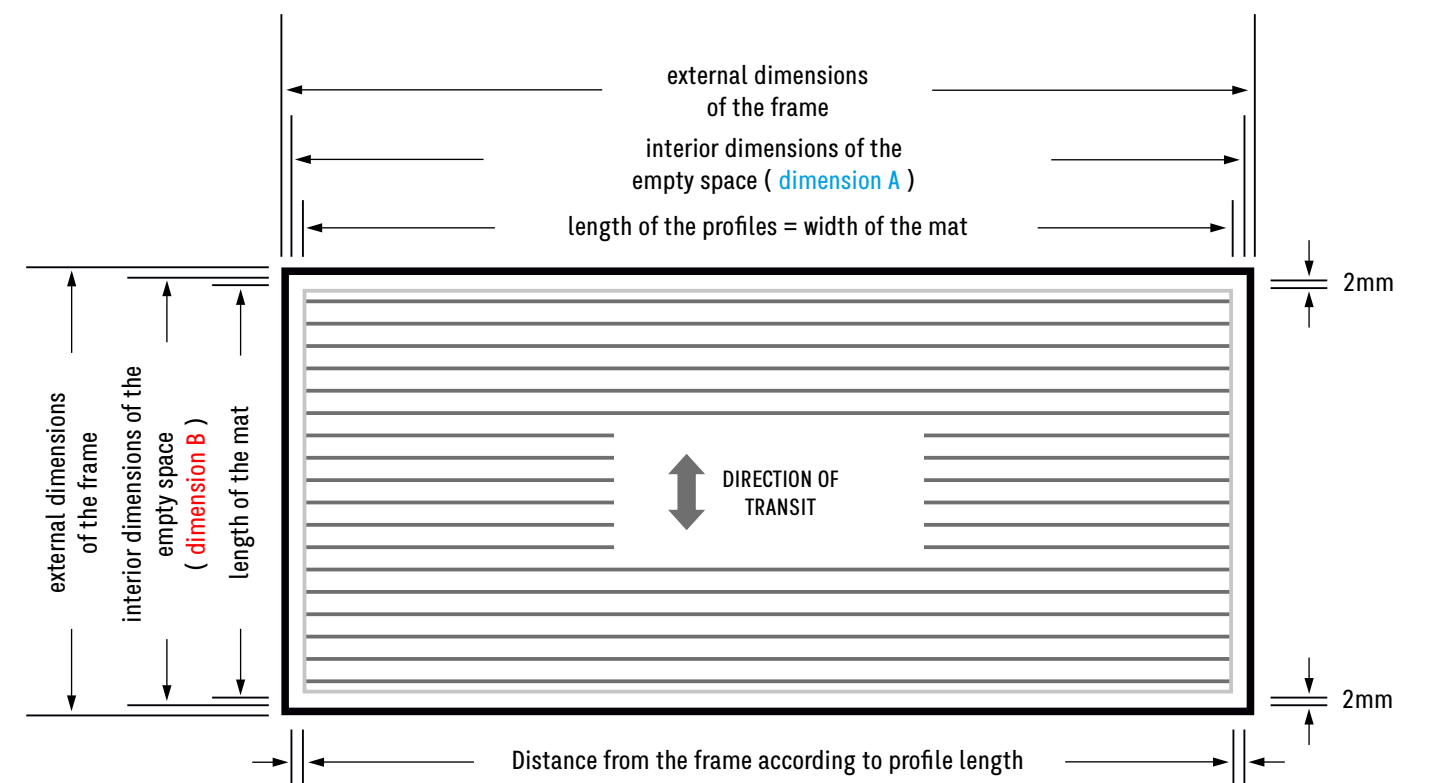 external dimensions
of the frame
interior dimensions of the
empty space ( dimension A )
length of the profiles = width of the mat
2mm
external dimensions
of the frame
interior dimensions of the
empty space
( dimension B )
length of the mat
DIRECTION OF
TRANSIT
2mm
Distance from the frame according to profile length